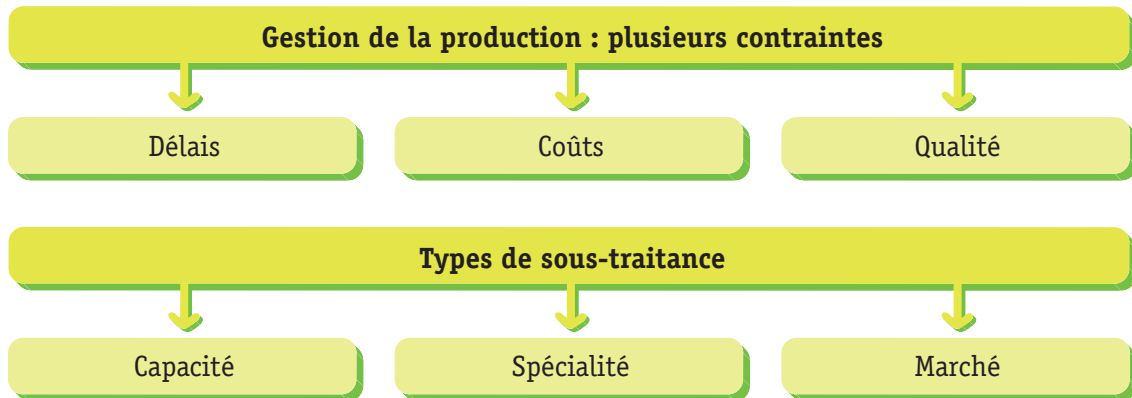 Gestion de la production : plusieurs contraintes
Délais
Coûts
Qualité
Types de sous-traitance
Capacité
Spécialité
Marché